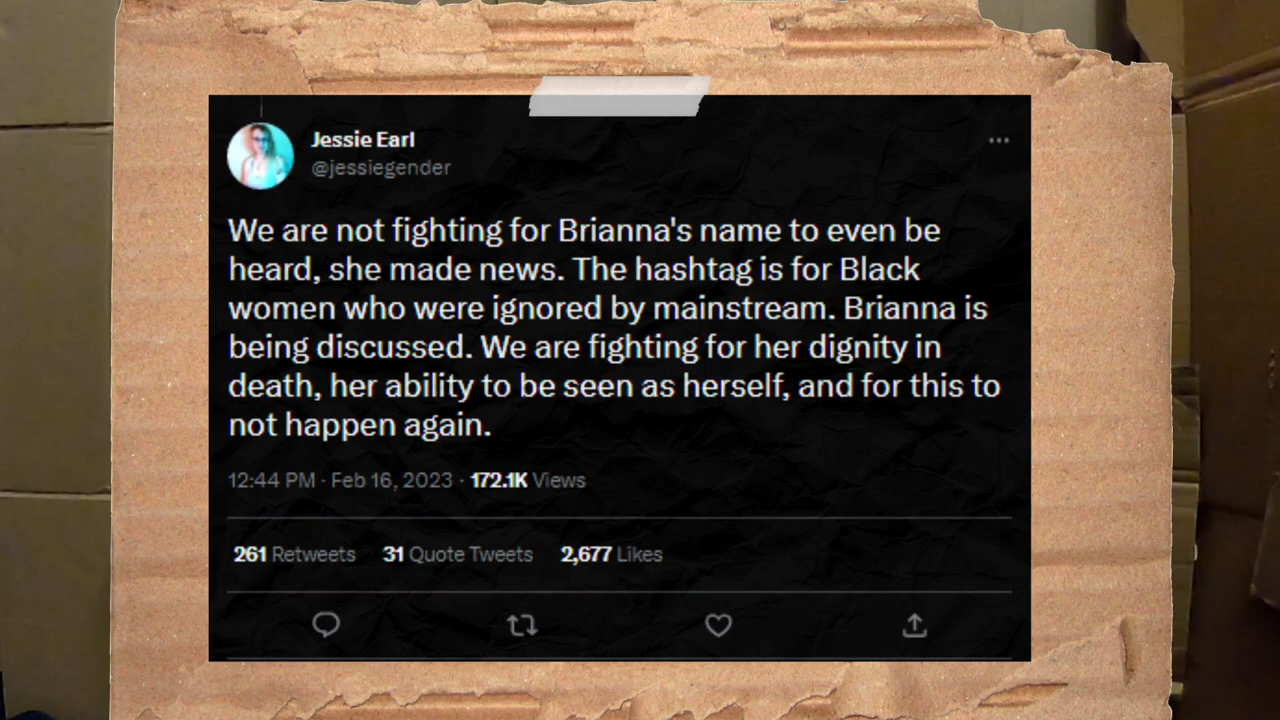 Jessie Earl
@jessiegender
We are not fighting for Brianna's name to even be
heard, she made news. The hashtag is for Black
women who were ignored by mainstream. Brianna is
being discussed. We are fighting for her dignity in
death, her ability to be seen as herself, and for this to
not happen again.
12:44 PM · Feb 16, 2023 · 172.1K Views
261 Retweets 31 Quote Tweets 2,677 Likes